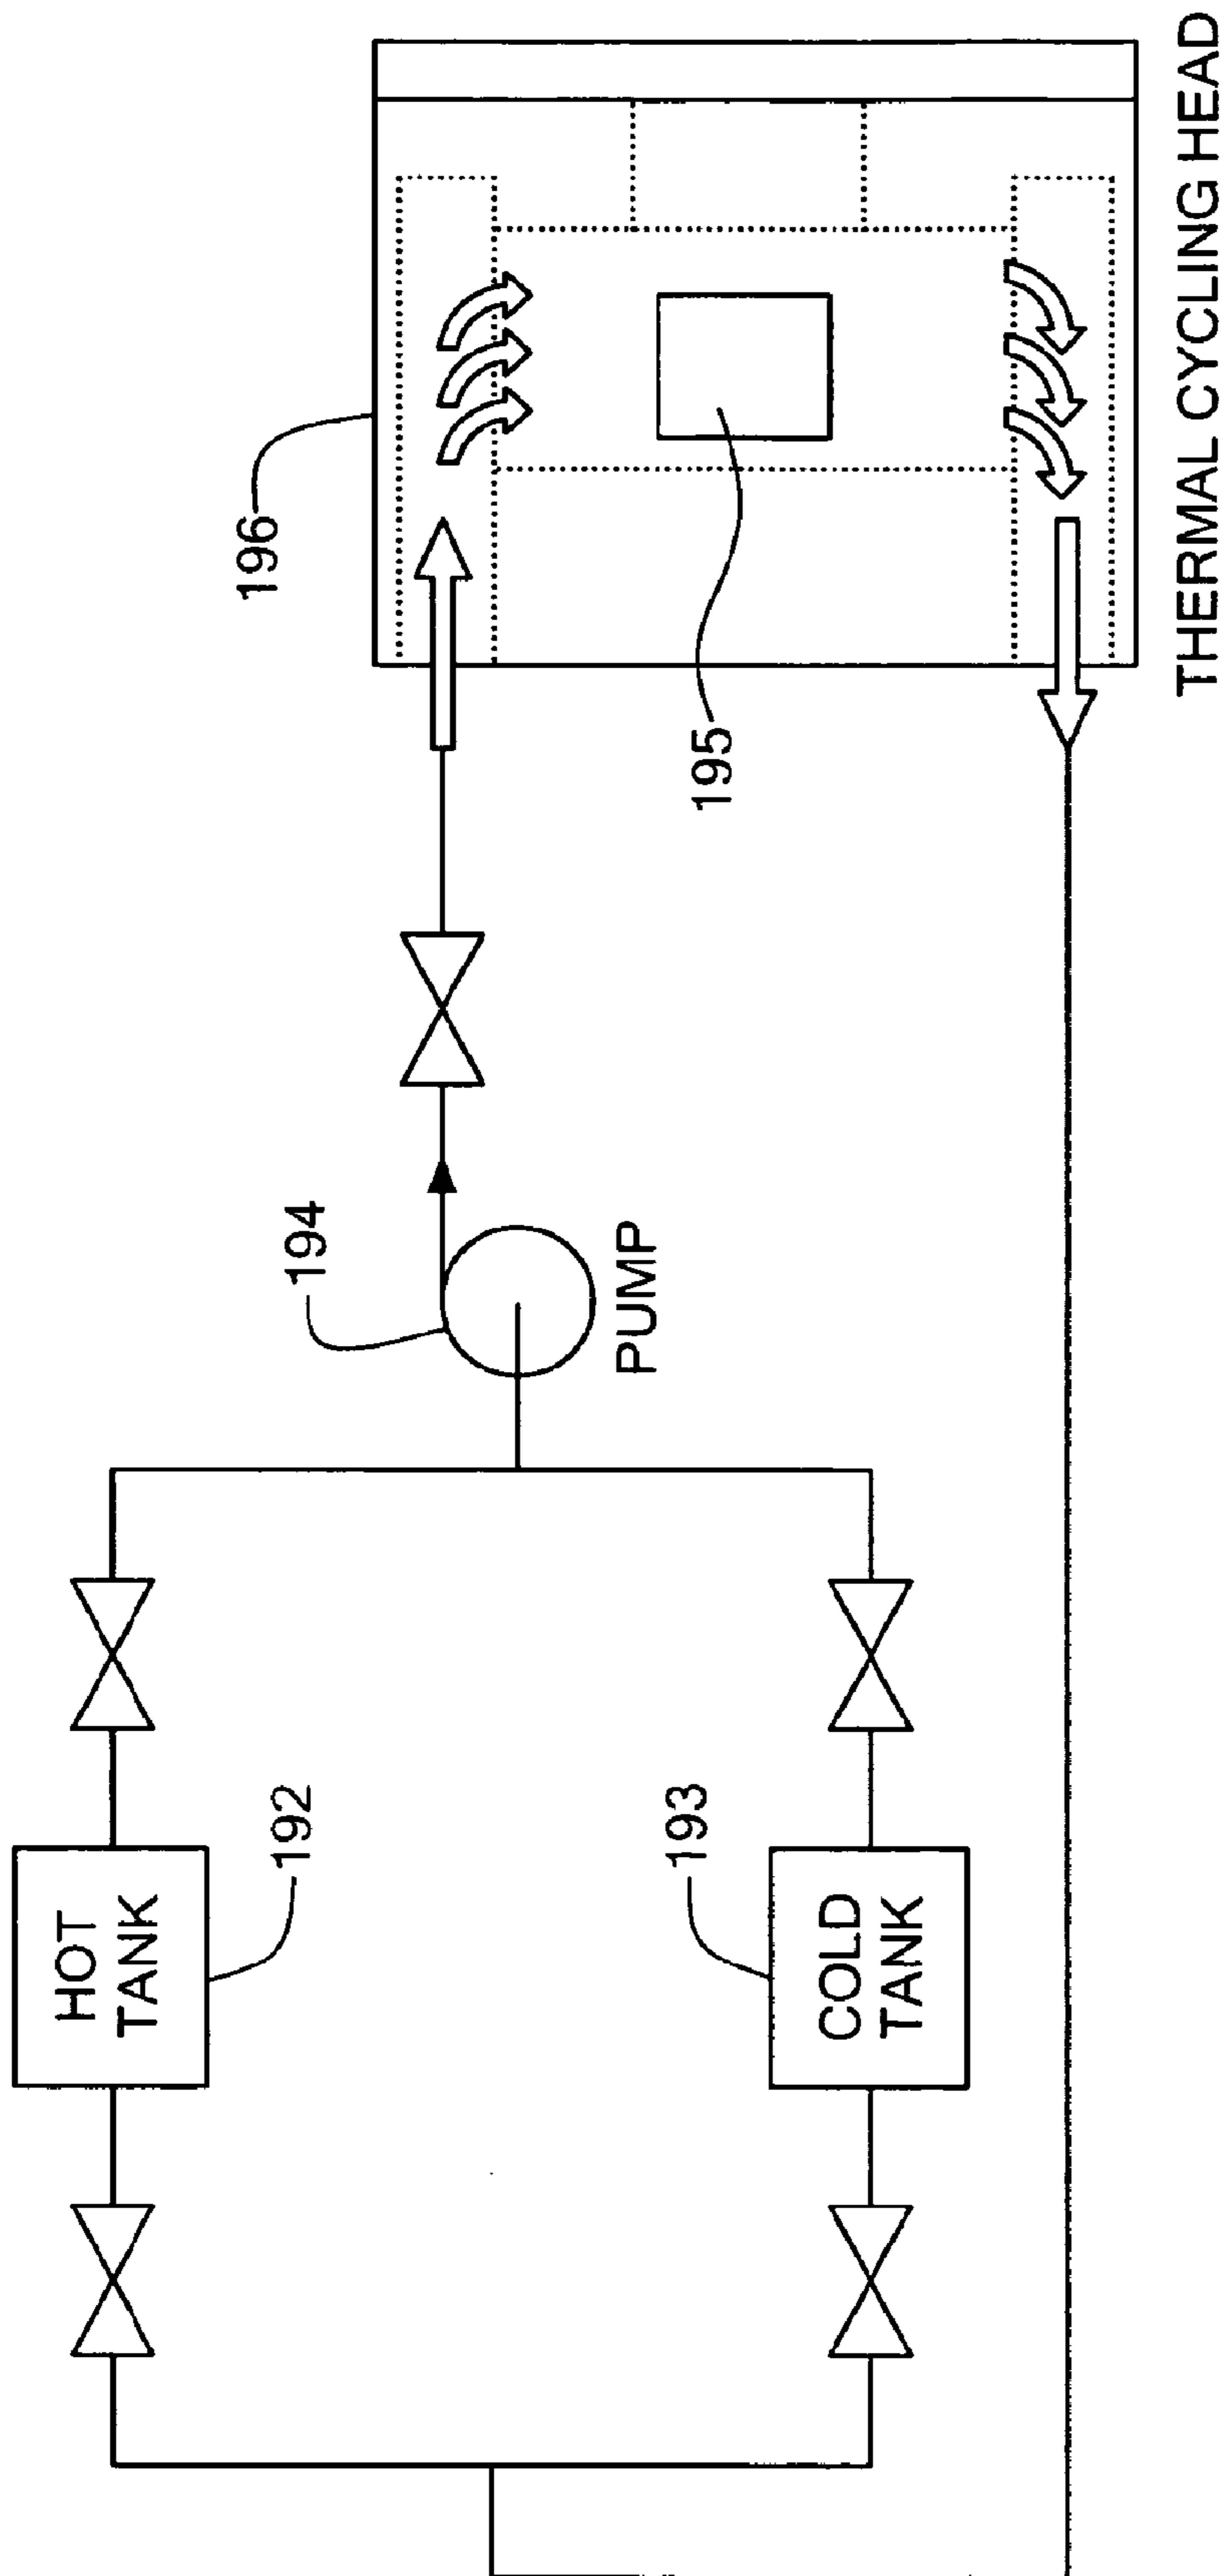 HOT
TANK
192
COLD
TANK
193
194
PUMP
196
195
THERMAL CYCLING HEAD